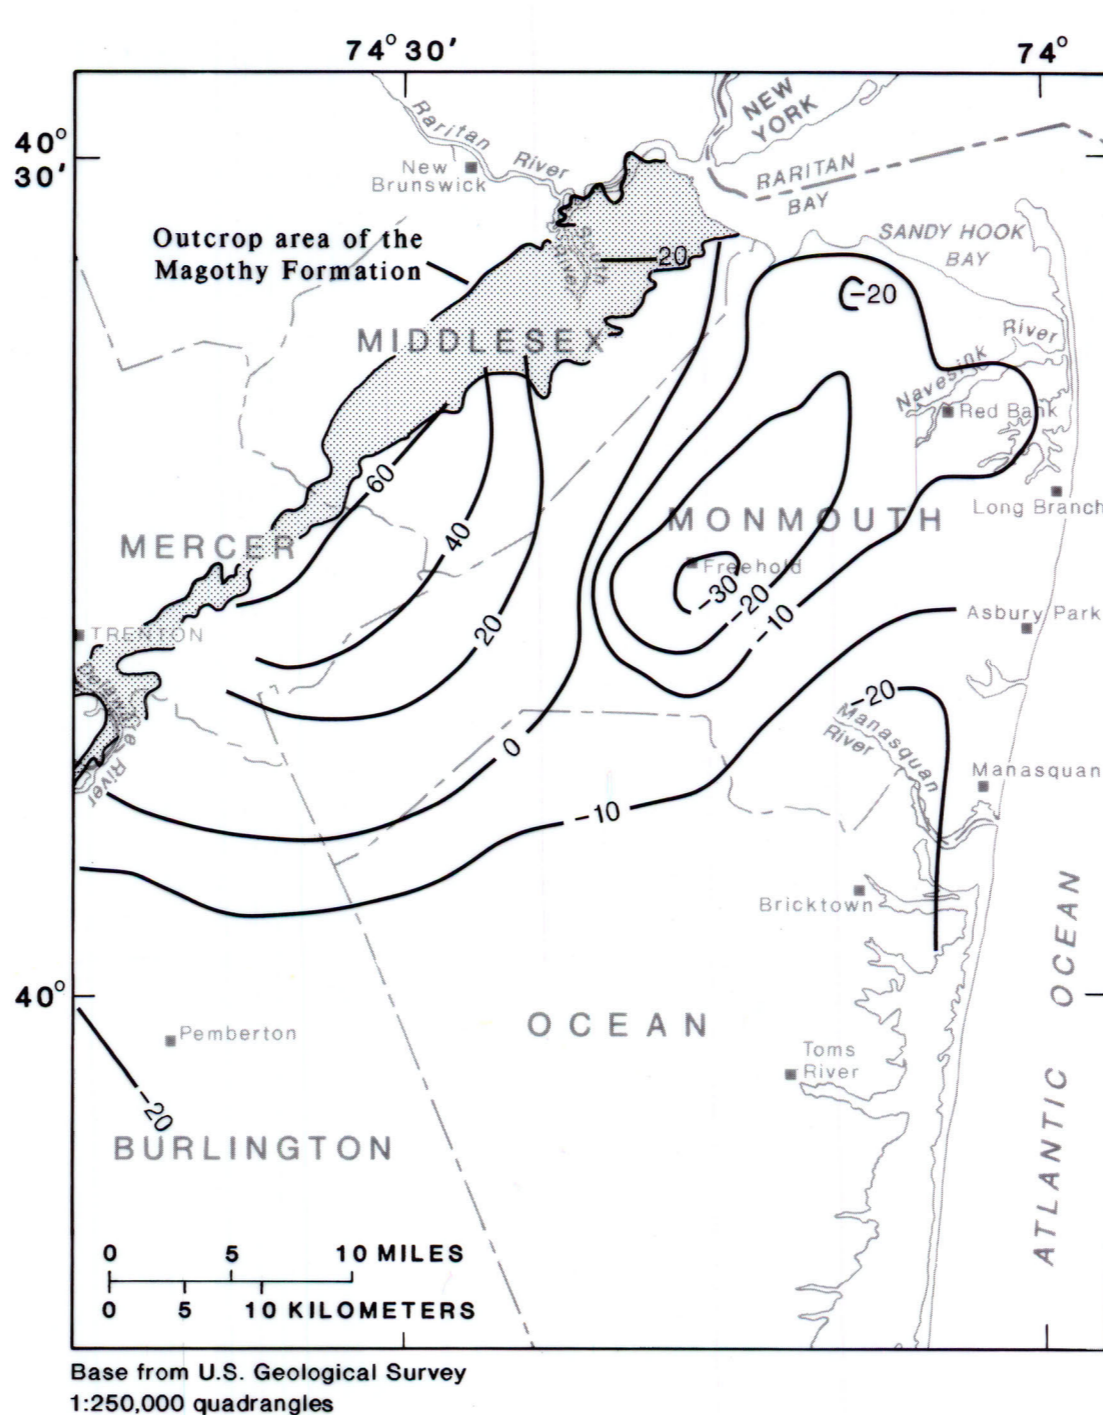 74° 30′
74°
40°
30′
NEW
YORK
Raritan
River
New
Brunswick
RARITAN
BAY
Outcrop area of the
Magothy Formation
SANDY HOOK
BAY
20
-20
MIDDLESEX
River
Navesink
Red Bank
60
Long Branch
MONMOUTH
40
MERCER
Freehold
-30
-20
Asbury Park
20
-10
TRENTON
-20
Manasquan
River
0
River
Manasquan
-10
Bricktown
ATLANTIC OCEAN
40°
OCEAN
Pemberton
Toms
River
-20
BURLINGTON
0 5 10 MILES
0 5 10 KILOMETERS
Base from U.S. Geological Survey
1:250,000 quadrangles